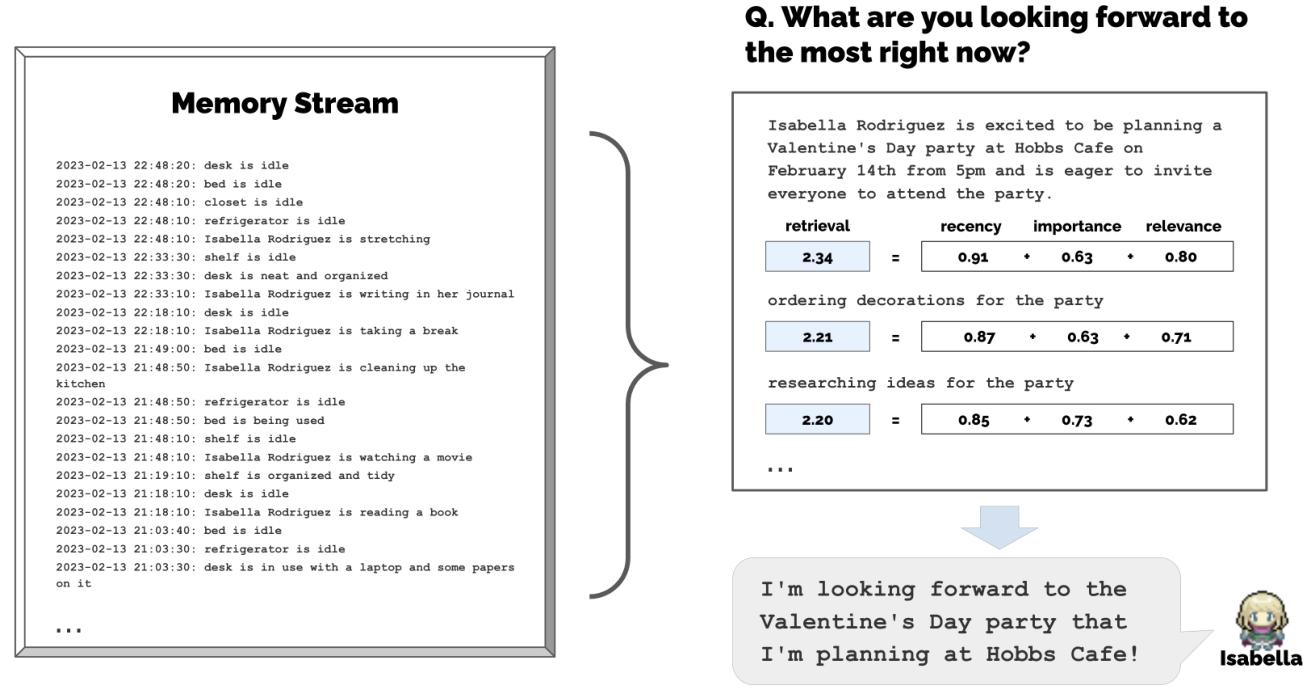 Memory Stream
2023-02-13 22:48:20: desk is idle
2023-02-13 22:48:20: bed is idle
2023-02-13 22:48:10: closet is idle
2023-02-13 22:48:10: refrigerator is idle
2023-02-13 22:48:10: Isabella Rodriguez is stretching
2023-02-13 22:33:30: shelf is idle
2023-02-13 22:33:30: desk is neat and organized
2023-02-13 22:33:10: Isabella Rodriguez is writing in her journal
2023-02-13 22:18:10: desk is idle
2023-02-13 22:18:10: Isabella Rodriguez is taking a break
2023-02-13 21:49:00: bed is idle
2023-02-13 21:48:50: Isabella Rodriguez is cleaning up the
kitchen
2023-02-13 21:48:50: refrigerator is idle
2023-02-13 21:48:50: bed is being used
2023-02-13 21:48:10: shelf is idle
2023-02-13 21:48:10: Isabella Rodriguez is watching a movie
2023-02-13 21:19:10: shelf is organized and tidy
2023-02-13 21:18:10: desk is idle
2023-02-13 21:18:10: Isabella Rodriguez is reading a book
2023-02-13 21:03:40: bed is idle
2023-02-13 21:03:30: refrigerator is idle
2023-02-13 21:03:30: desk is in use with a laptop and some papers
on it
...
Q. What are you looking forward to
the most right now?
Isabella Rodriguez is excited to be planning a
Valentine's Day party at Hobbs Cafe on
February 14th from 5pm and is eager to invite
everyone to attend the party.
retrieval recency importance relevance
2.34 = 0.91 + 0.63 + 0.80
ordering decorations for the party
2.21 = 0.87 + 0.63 + 0.71
researching ideas for the party
2.20 = 0.85 + 0.73 + 0.62
...
I'm looking forward to the
Valentine's Day party that
I'm planning at Hobbs Cafe!
Isabella